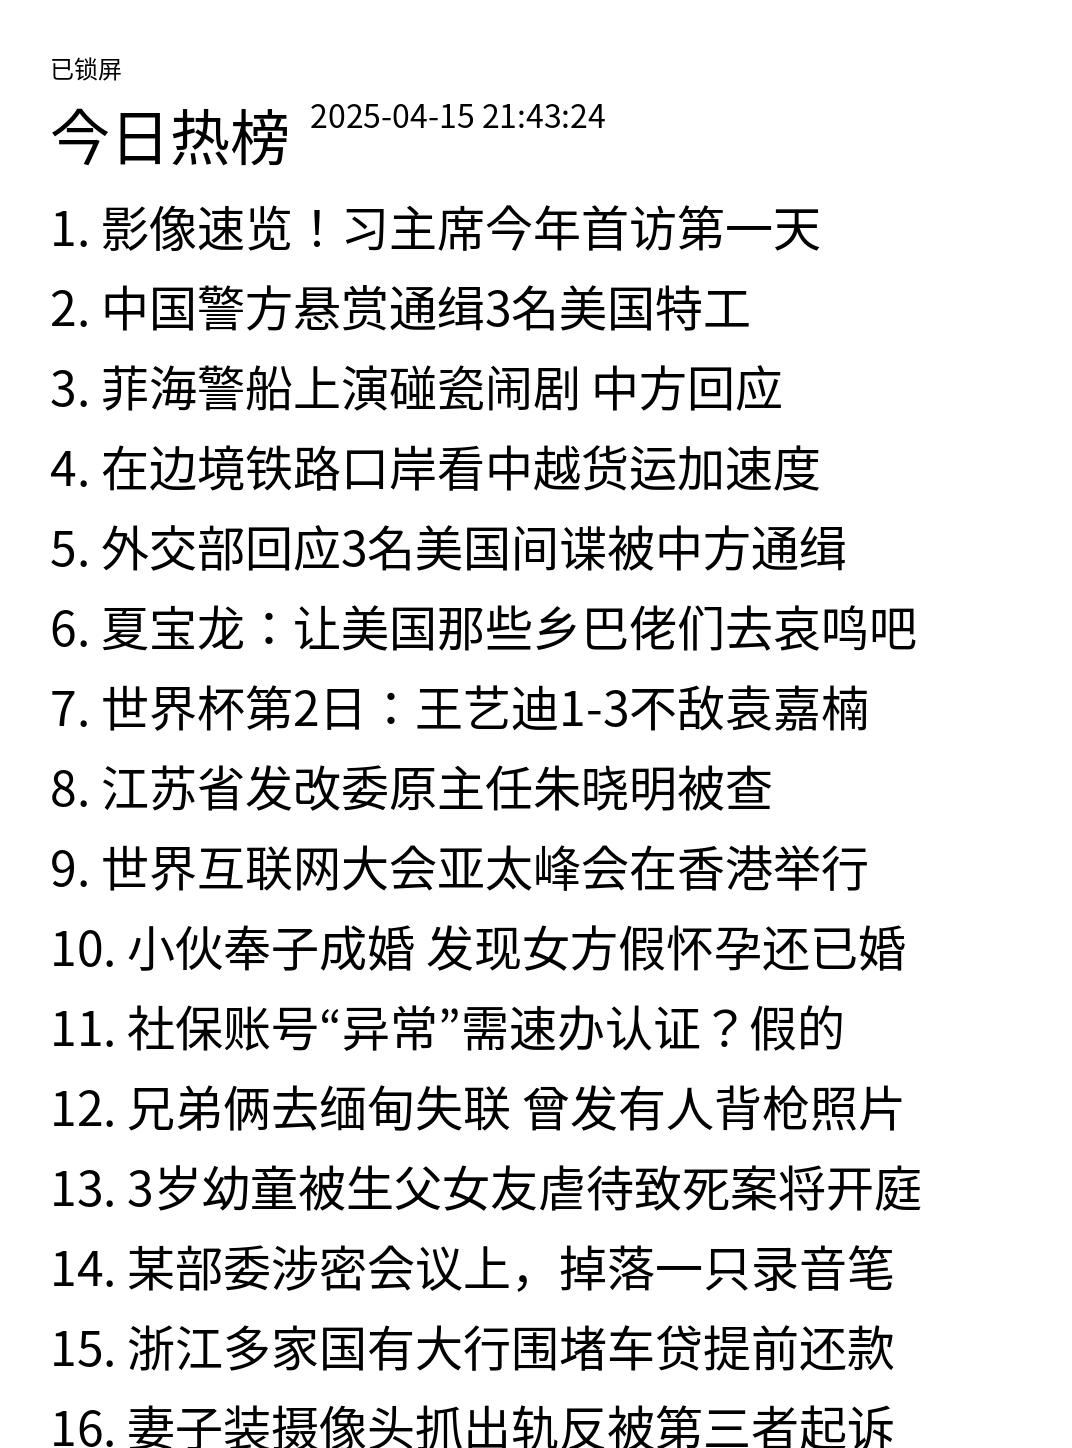 已锁屏
今日热榜 2025-04-15 21:43:24
1. 影像速览！习主席今年首访第一天
2. 中国警方悬赏通缉3名美国特工
3. 菲海警船上演碰瓷闹剧 中方回应
4. 在边境铁路口岸看中越货运加速度
5. 外交部回应3名美国间谍被中方通缉
6. 夏宝龙：让美国那些乡巴佬们去哀鸣吧
7. 世界杯第2日：王艺迪1-3不敌袁嘉楠
8. 江苏省发改委原主任朱晓明被查
9. 世界互联网大会亚太峰会在香港举行
10. 小伙奉子成婚 发现女方假怀孕还已婚
11. 社保账号“异常”需速办认证？假的
12. 兄弟俩去缅甸失联 曾发有人背枪照片
13. 3岁幼童被生父女友虐待致死案将开庭
14. 某部委涉密会议上，掉落一只录音笔
15. 浙江多家国有大行围堵车贷提前还款
16. 妻子装摄像头抓出轨反被第三者起诉